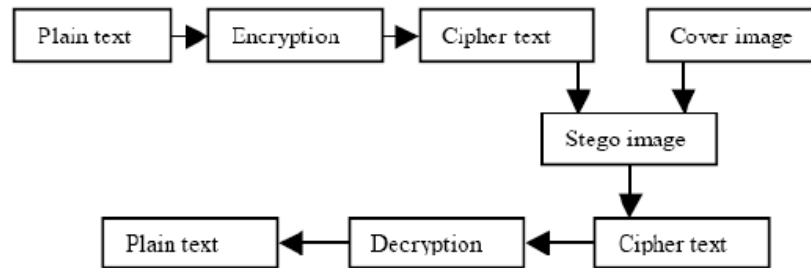 Plain text
Encryption
Cipher text
Cover image
Stego image
Plain text
Decryption
Cipher text